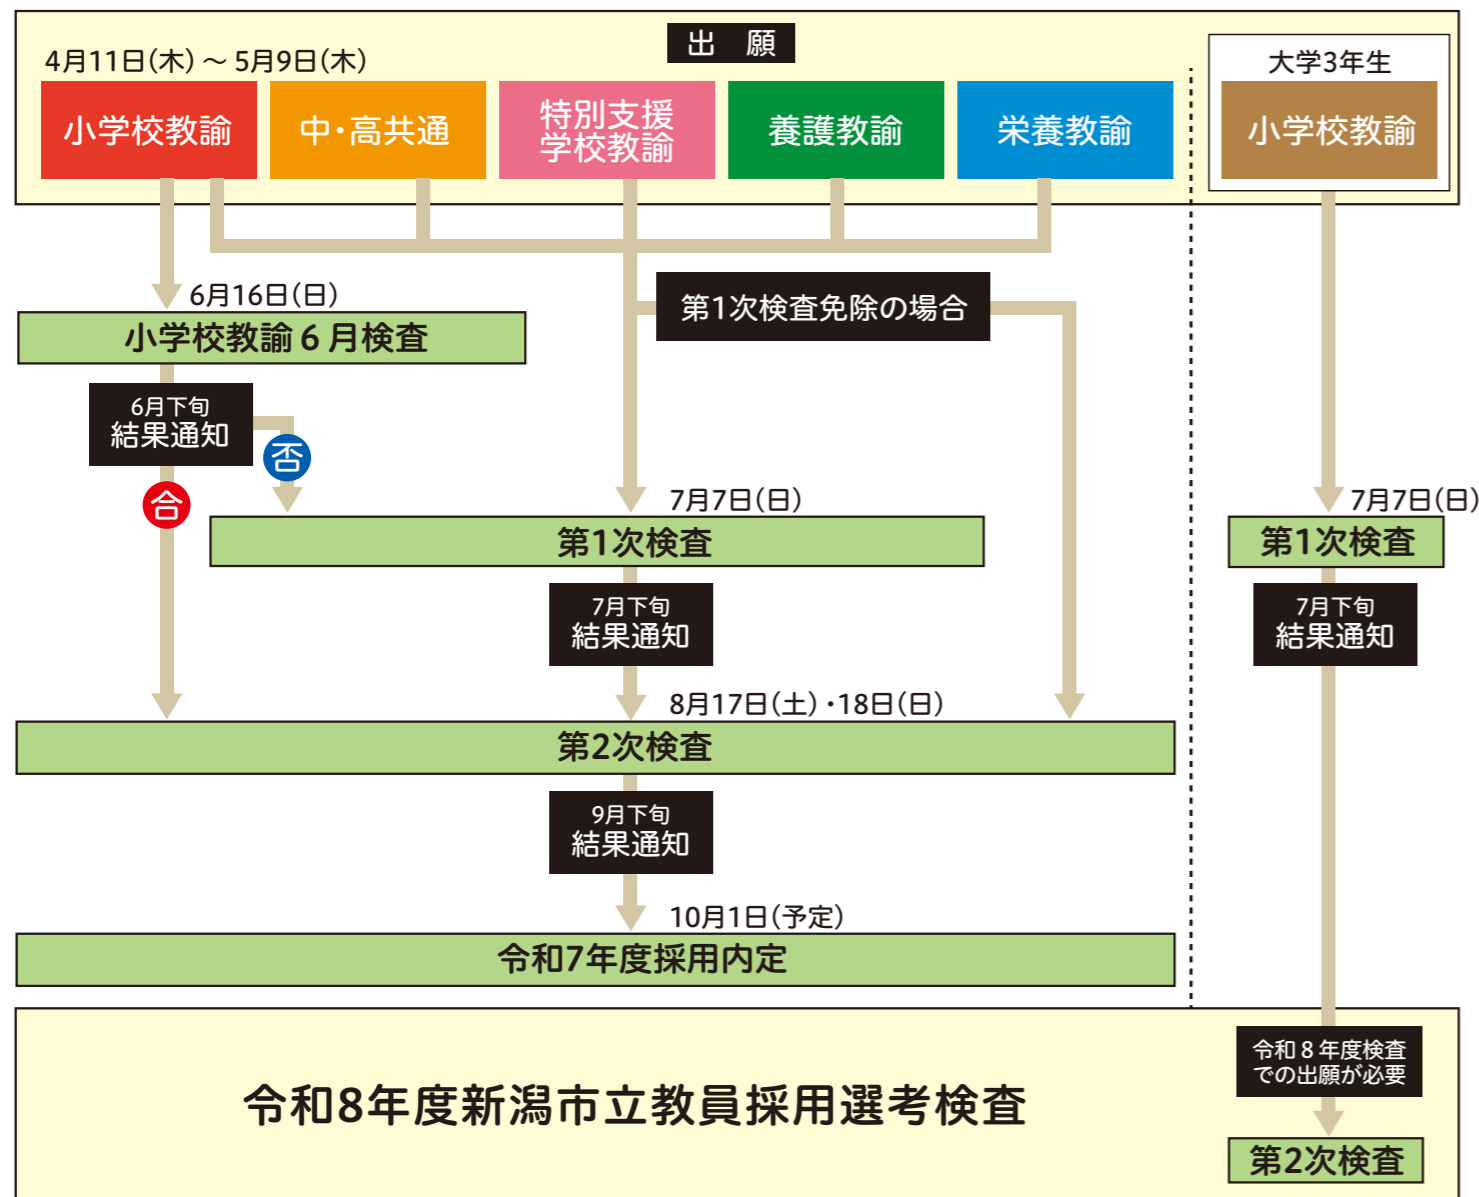 出　願
4月11日(木)～5月9日(木)
小学校教諭
中・高共通
特別支援
学校教諭
養護教諭
栄養教諭
大学3年生
小学校教諭
6月16日(日)
小学校教諭６月検査
第1次検査免除の場合
6月下旬
結果通知
否
合
7月7日(日)
第1次検査
7月7日(日)
第1次検査
7月下旬
結果通知
7月下旬
結果通知
8月17日(土)・18日(日)
第2次検査
9月下旬
結果通知
10月1日(予定)
令和7年度採用内定
令和８年度検査
での出願が必要
令和8年度新潟市立教員採用選考検査
第2次検査